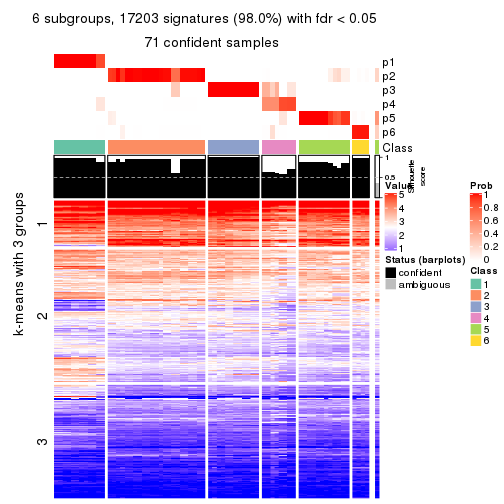 6 subgroups, 17203 signatures (98.0%) with fdr < 0.05
71 confident samples
p1
p2
p3
p4
p5
p6
Class
1
0.5
Silhouette
score
k-means with 3 groups
1
2
3
Value
5
4
3
2
1
Status (barplots)
confident
ambiguous
Prob
1
0.8
0.6
0.4
0.2
0
Class
1
2
3
4
5
6